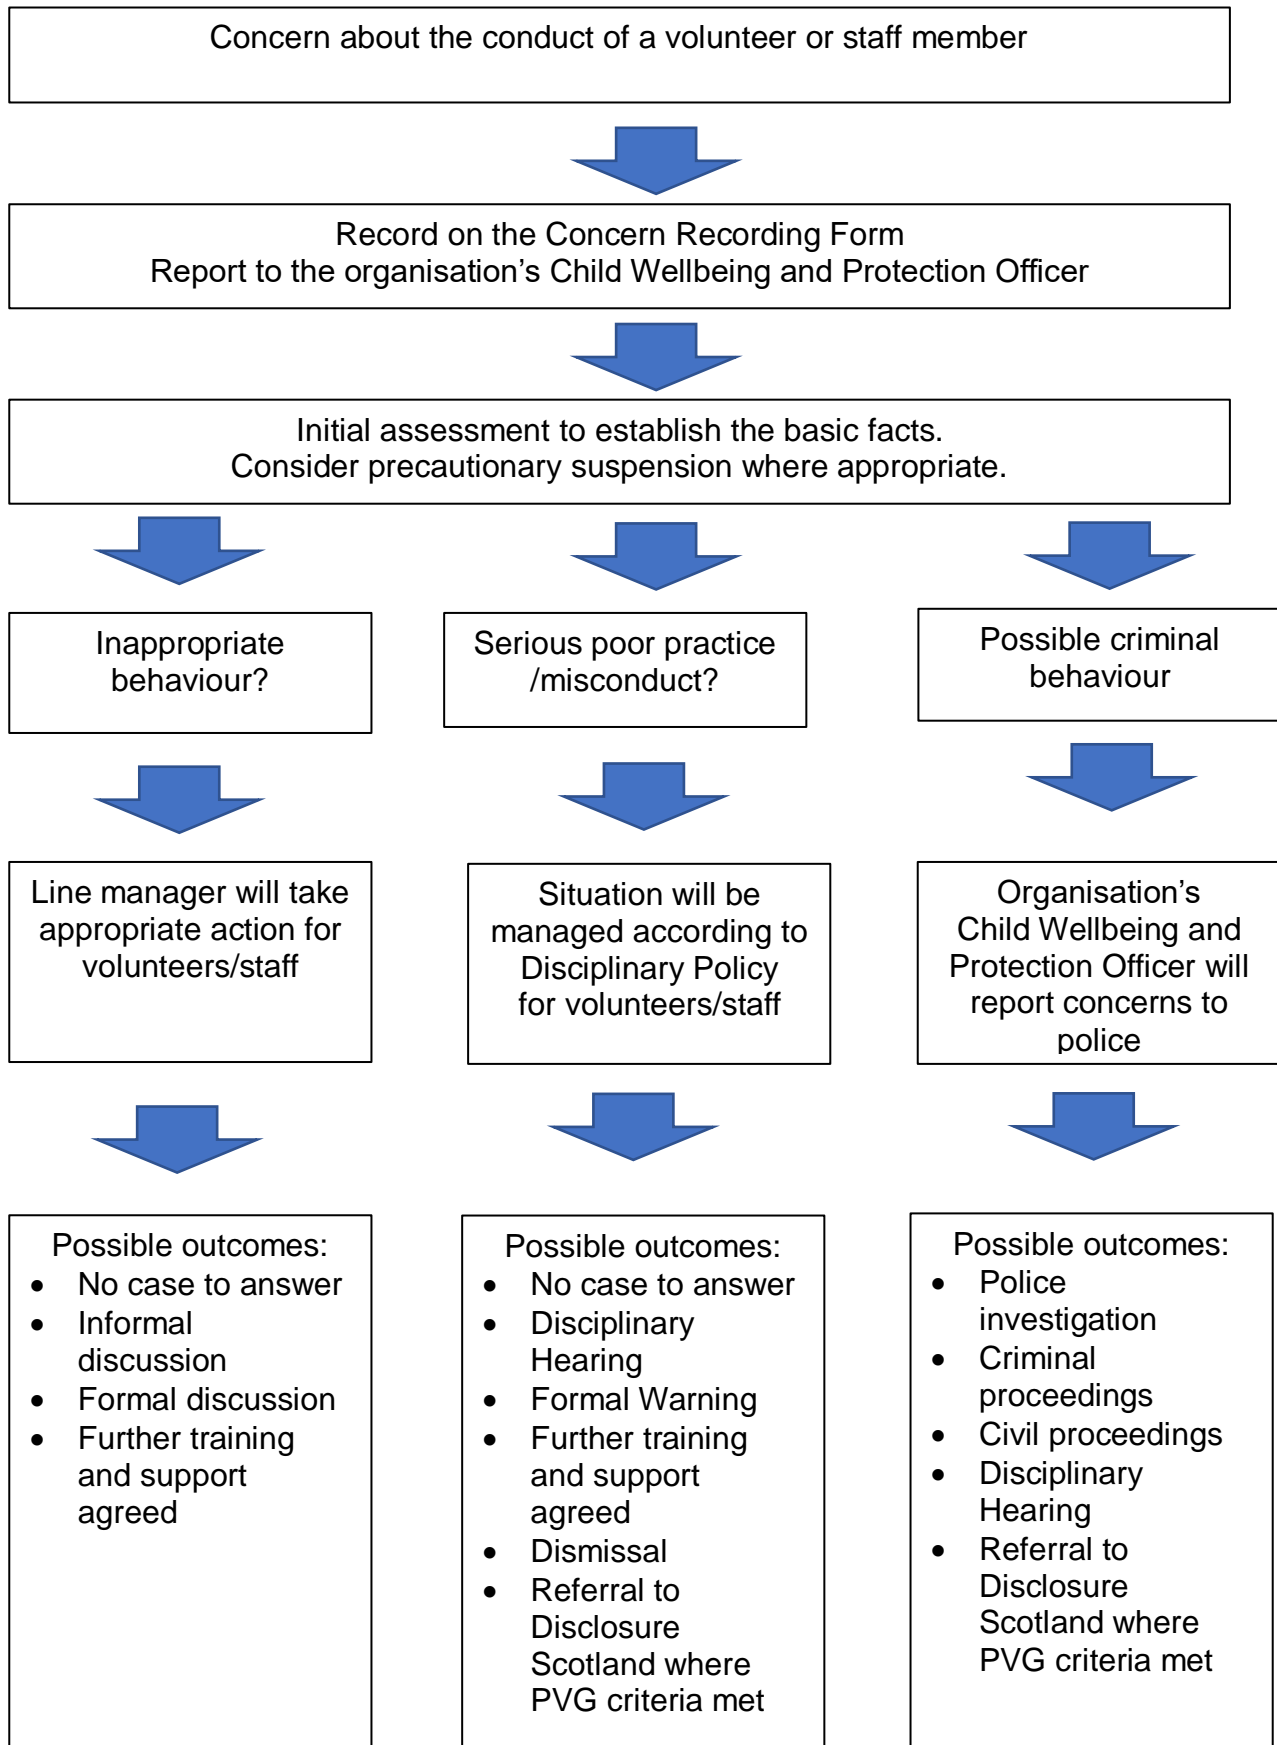 Concern about the conduct of a volunteer or staff member
Record on the Concern Recording Form
Report to the organisation’s Child Wellbeing and Protection Officer
Initial assessment to establish the basic facts.
Consider precautionary suspension where appropriate.
Inappropriate
behaviour?
Serious poor practice
/misconduct?
Possible criminal
behaviour
Line manager will take
appropriate action for
volunteers/staff
Situation will be
managed according to
Disciplinary Policy
for volunteers/staff
Organisation’s
Child Wellbeing and
Protection Officer will
report concerns to
police
Possible outcomes:
• No case to answer
• Informal
discussion
• Formal discussion
• Further training
and support
agreed
Possible outcomes:
• No case to answer
• Disciplinary
Hearing
• Formal Warning
• Further training
and support
agreed
• Dismissal
• Referral to
Disclosure
Scotland where
PVG criteria met
Possible outcomes:
• Police
investigation
• Criminal
proceedings
• Civil proceedings
• Disciplinary
Hearing
• Referral to
Disclosure
Scotland where
PVG criteria met